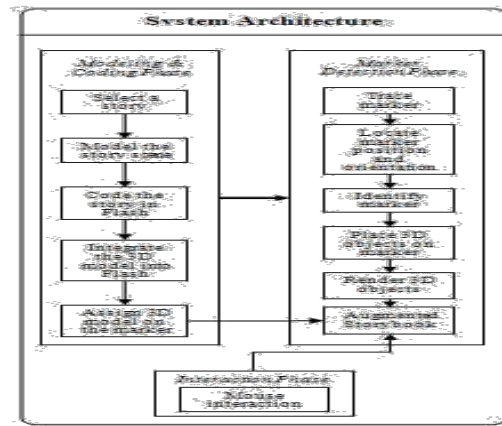 System Architecture
Modeling &
Coding Phase
Select a
story
Model the
story scene
Code the
story in
Flash
Integrate
the 3D
model into
Flash
Assign 3D
model on
the marker
Marker
Detection Phase
Trace
marker
Locate
marker
position
and
orientation
Identify
marker
Place 3D
objects on
marker
Render 3D
objects
Augmented
Storybook
Interaction Phase
Mouse
interaction